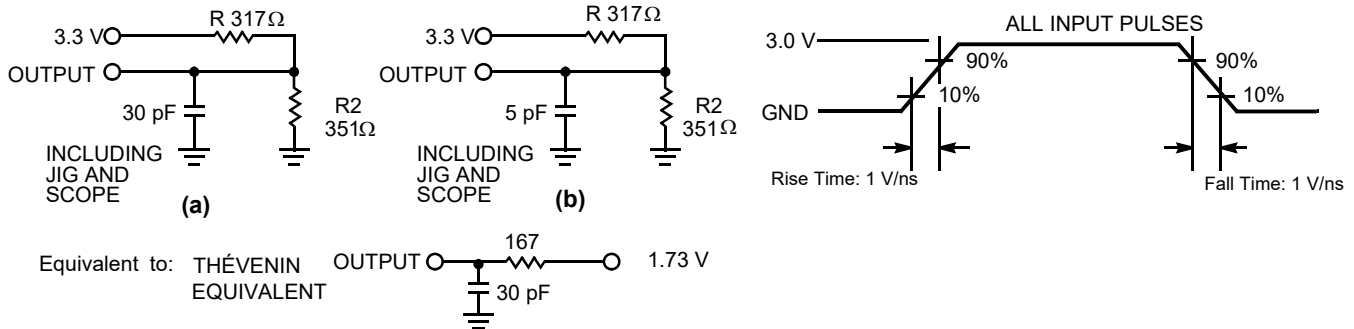 R 317Ω
3.3 V
OUTPUT
30 pF
R2
351Ω
INCLUDING
JIG AND
SCOPE
(a)
R 317Ω
3.3 V
OUTPUT
5 pF
R2
351Ω
INCLUDING
JIG AND
SCOPE
(b)
ALL INPUT PULSES
3.0 V
90%
10%
GND
90%
10%
Rise Time: 1 V/ns
Fall Time: 1 V/ns
Equivalent to:
THÉVENIN
EQUIVALENT
OUTPUT
167
1.73 V
30 pF